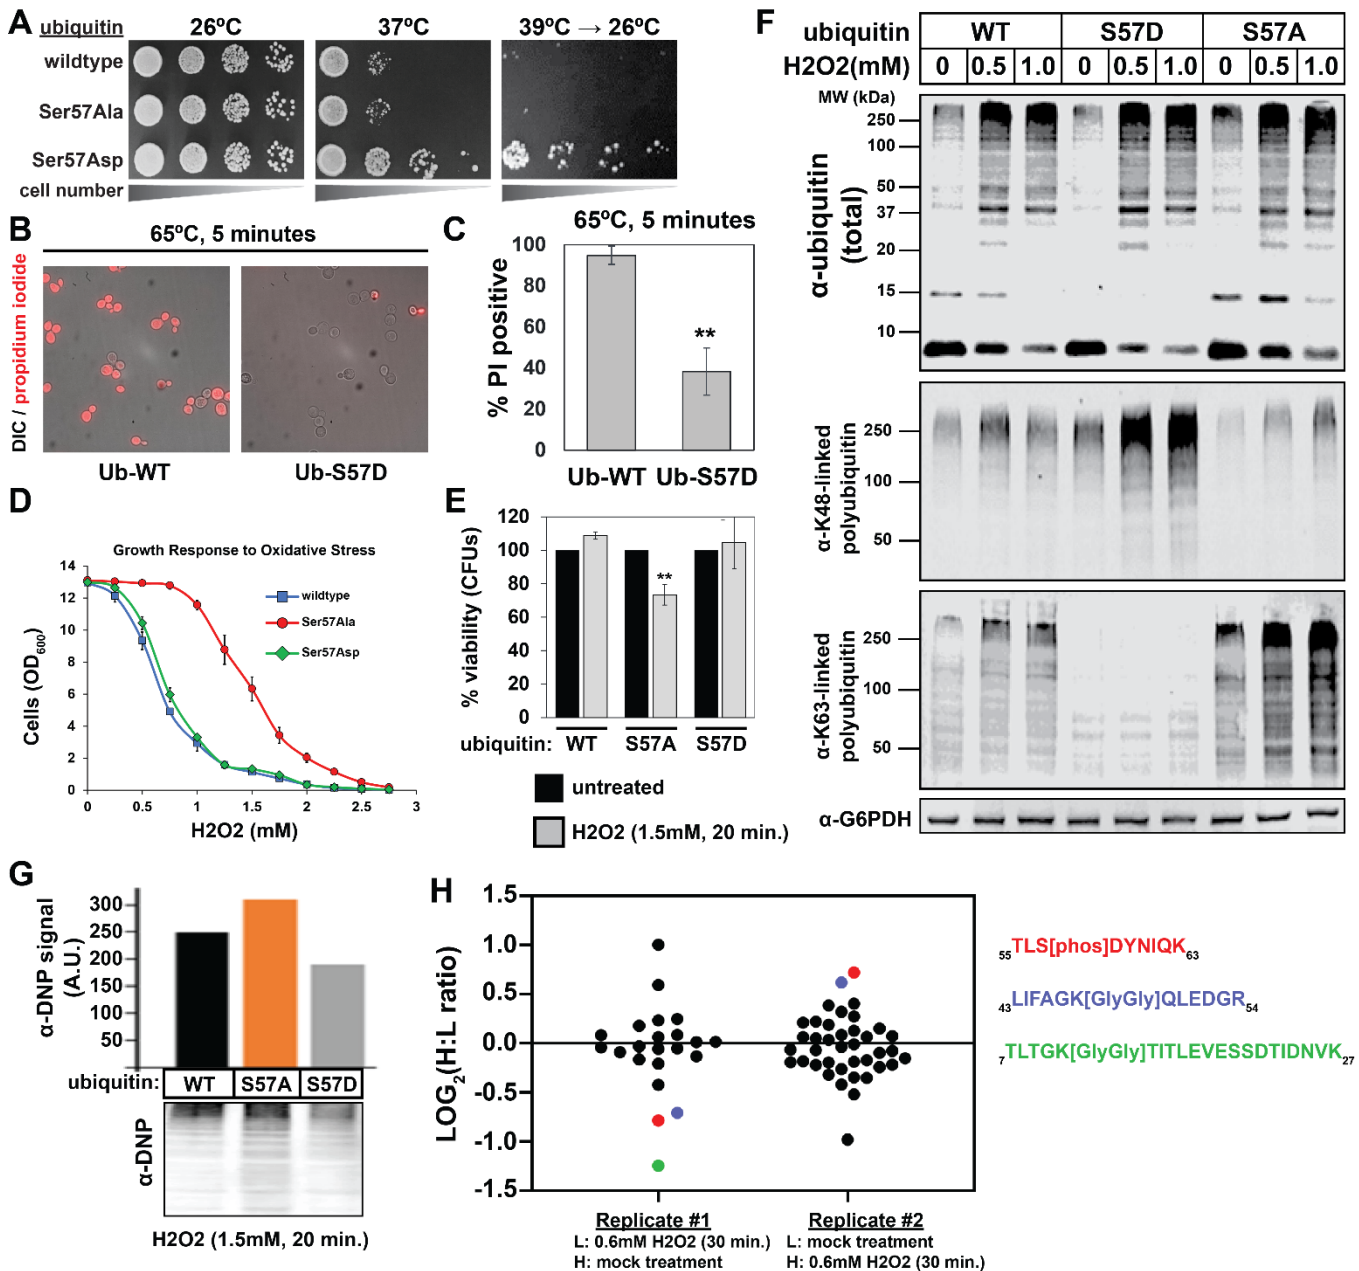 A
ubiquitin
26ºC
37ºC
39ºC → 26ºC
wildtype
Ser57Ala
Ser57Asp
cell number
B
65ºC, 5 minutes
DIC / propidium iodide
Ub-WT
Ub-S57D
C
65ºC, 5 minutes
% PI positive
100
80
60
40
20
0
**
Ub-WT
Ub-S57D
D
Growth Response to Oxidative Stress
Cells (OD600)
14
12
10
8
6
4
2
0
wildtype
Ser57Ala
Ser57Asp
0
0.5
1
1.5
2
2.5
3
H2O2 (mM)
E
% viability (CFUs)
120
100
80
60
40
20
0
**
ubiquitin:
WT
S57A
S57D
untreated
H2O2 (1.5mM, 20 min.)
F
ubiquitin
WT
S57D
S57A
H2O2(mM)
0
0.5
1.0
0
0.5
1.0
0
0.5
1.0
MW (kDa)
α-ubiquitin
(total)
250
100
50
37
20
15
10
α-K48-linked
polyubiquitin
250
100
50
α-K63-linked
polyubiquitin
250
100
50
α-G6PDH
G
α-DNP signal
(A.U.)
300
250
200
150
100
50
ubiquitin:
WT
S57A
S57D
α-DNP
H2O2 (1.5mM, 20 min.)
H
LOG2(H:L ratio)
1.5
1.0
0.5
0.0
-0.5
-1.0
-1.5
Replicate #1
L: 0.6mM H2O2 (30 min.)
H: mock treatment
Replicate #2
L: mock treatment
H: 0.6mM H2O2 (30 min.)
55TLS[phos]DYNIQK63
43LIFAGK[GlyGly]QLEDGR54
7TLTGK[GlyGly]TITLEVESSDTIDNVK27